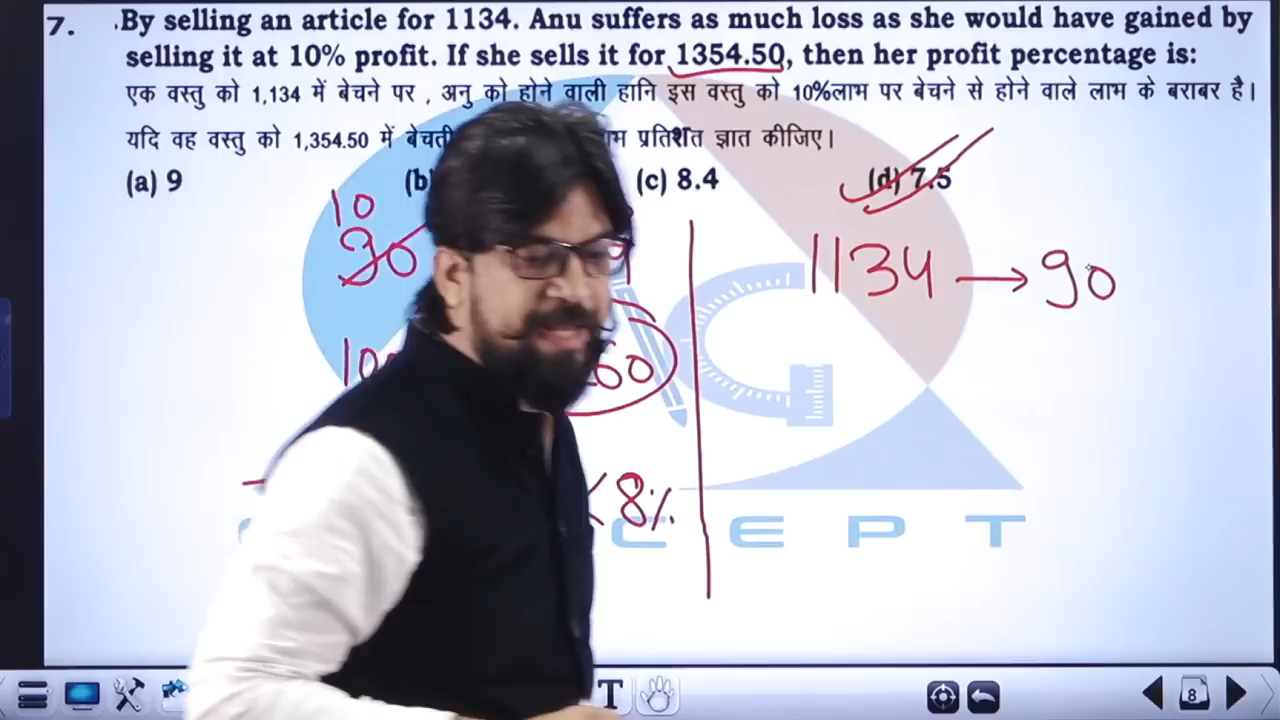 7. By selling an article for 1134. Anu suffers as much loss as she would have gained by
selling it at 10% profit. If she sells it for 1354.50, then her profit percentage is:
एक वस्तु को 1,134 में बेचने पर , अनु को होने वाली हानि इस वस्तु को 10%लाभ पर बेचने से होने वाले लाभ के बराबर है।
यदि वह वस्तु को 1,354.50 में बेचती प्रतिशत ज्ञात कीजिए।
(a) 9 (b) (c) 8.4 (d) 7.5
10
30
1134 → 90
60
8%
C E P T
T
8